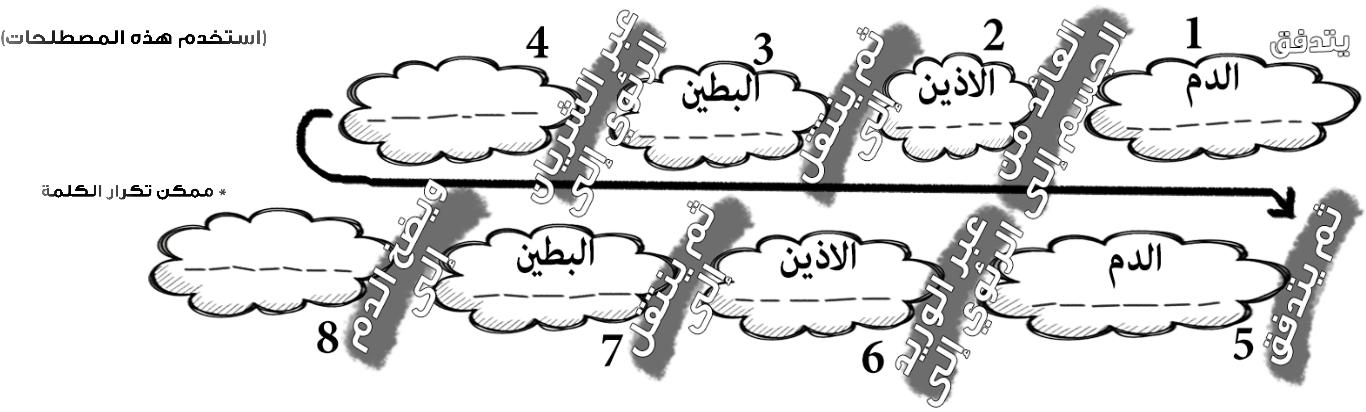 (استخدم هذه المصطلحات)
يتدفق
1
الدم
العائد من
الجسم إلى
2
الاذين
ثم ينتقل
إلى
3
البطين
عبر الشريان
الرئوي إلى
4
* ممكن تكرار الكلمة
ثم يتدفق
5
الدم
عبر الوريد
الرئوي إلى
6
الاذين
ثم ينتقل
إلى
7
البطين
ويضخ الدم
إلى
8